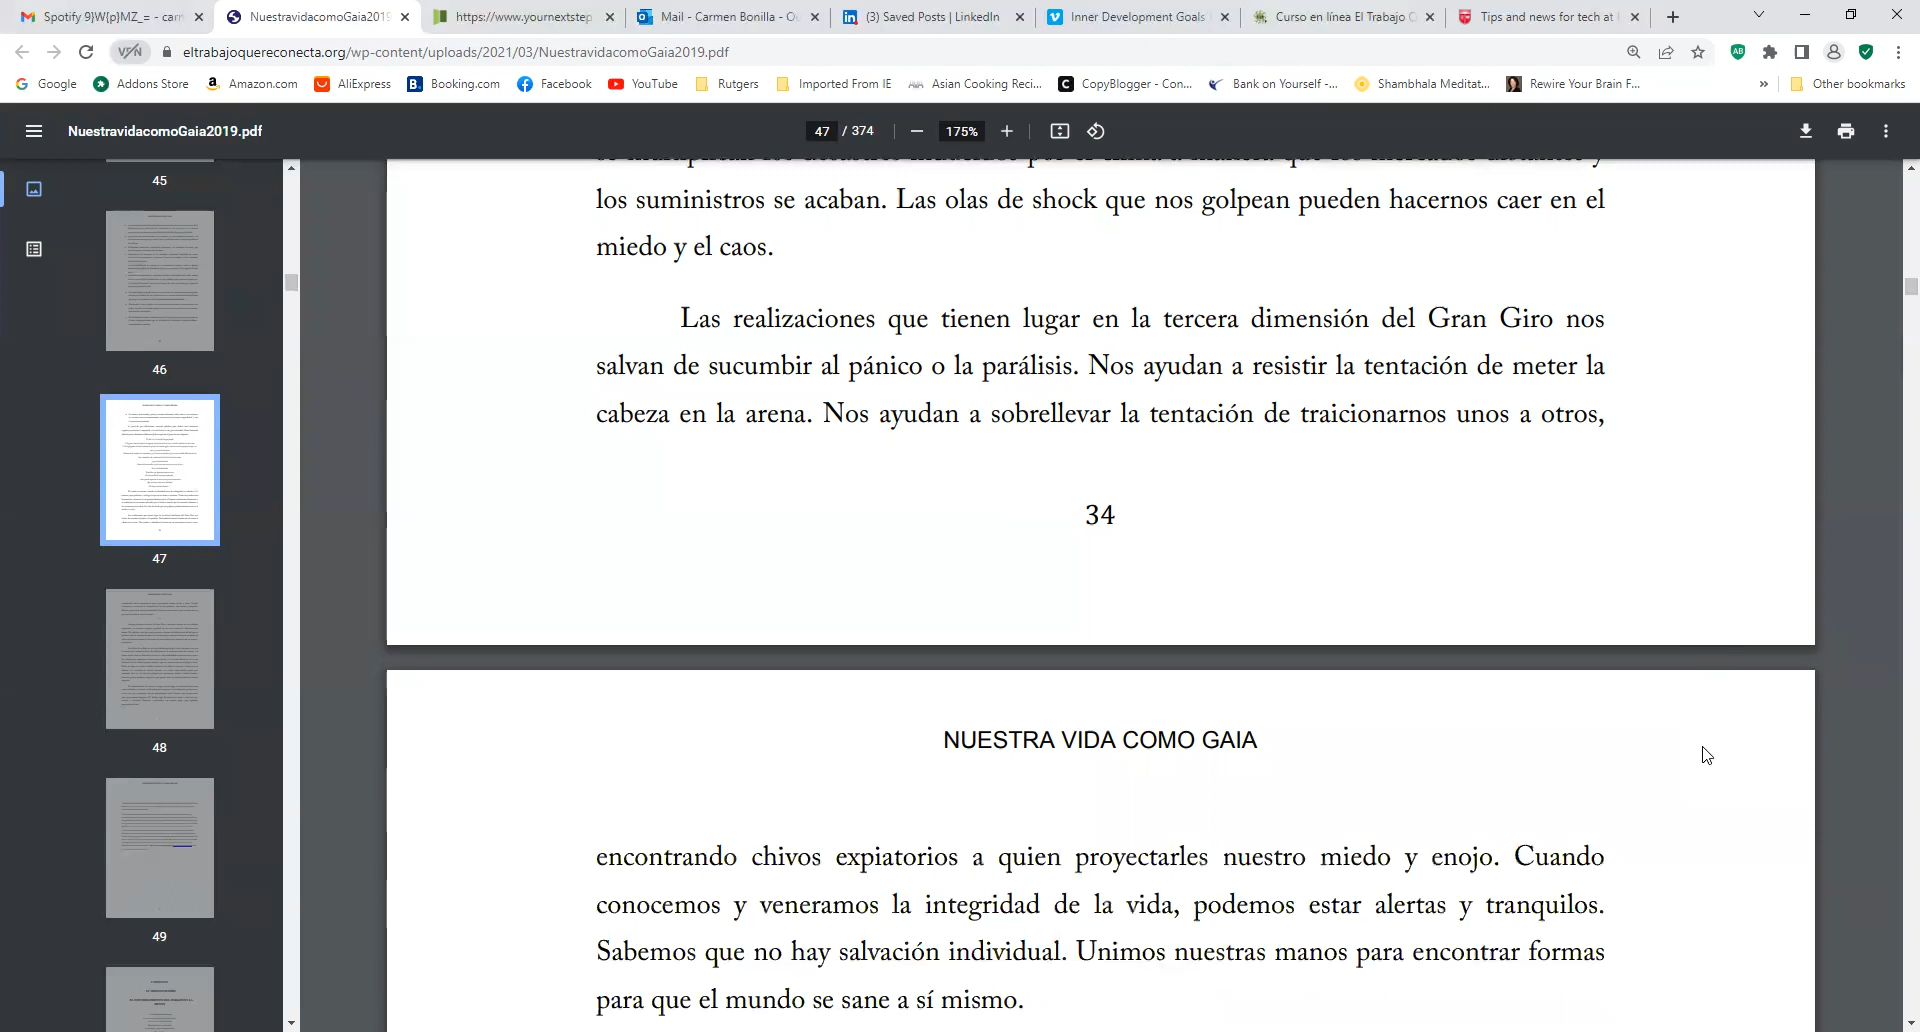 Spotify 9}W{p}MZ_= - carr
NuestravidacomoGaia2019
https://www.yournextstep
Mail - Carmen Bonilla - Ou
(3) Saved Posts | LinkedIn
Inner Development Goals
Curso en línea El Trabajo Q
Tips and news for tech at
VPN
eltrabajoquereconecta.org/wp-content/uploads/2021/03/NuestravidacomoGaia2019.pdf
Google
Addons Store
Amazon.com
AliExpress
Booking.com
Facebook
YouTube
Rutgers
Imported From IE
Asian Cooking Reci...
CopyBlogger - Con...
Bank on Yourself -...
Shambhala Meditat...
Rewire Your Brain F...
»
Other bookmarks
NuestravidacomoGaia2019.pdf
47 / 374
175%
45
46
47
48
49
los suministros se acaban. Las olas de shock que nos golpean pueden hacernos caer en el
miedo y el caos.
Las realizaciones que tienen lugar en la tercera dimensión del Gran Giro nos
salvan de sucumbir al pánico o la parálisis. Nos ayudan a resistir la tentación de meter la
cabeza en la arena. Nos ayudan a sobrellevar la tentación de traicionarnos unos a otros,
34
NUESTRA VIDA COMO GAIA
encontrando chivos expiatorios a quien proyectarles nuestro miedo y enojo. Cuando
conocemos y veneramos la integridad de la vida, podemos estar alertas y tranquilos.
Sabemos que no hay salvación individual. Unimos nuestras manos para encontrar formas
para que el mundo se sane a sí mismo.